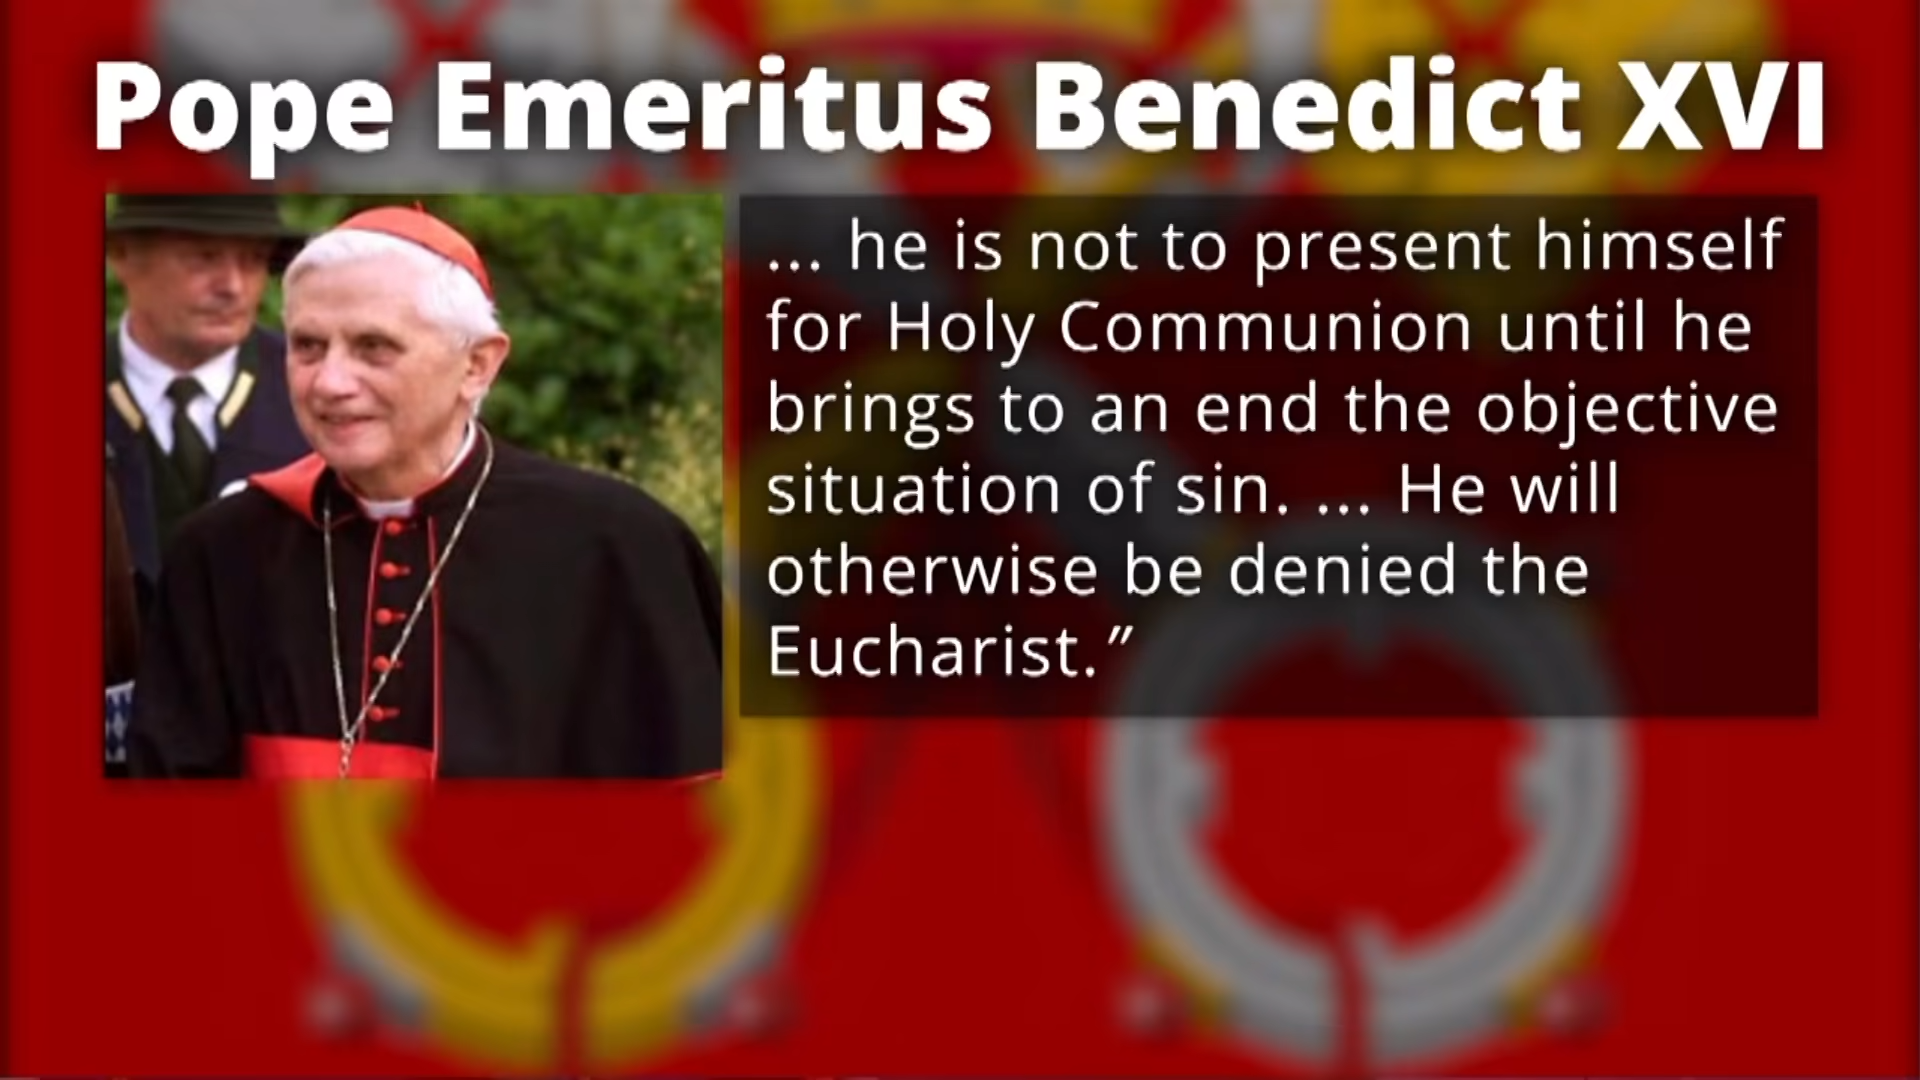 Pope Emeritus Benedict XVI
... he is not to present himself
for Holy Communion until he
brings to an end the objective
situation of sin. ... He will
otherwise be denied the
Eucharist.”